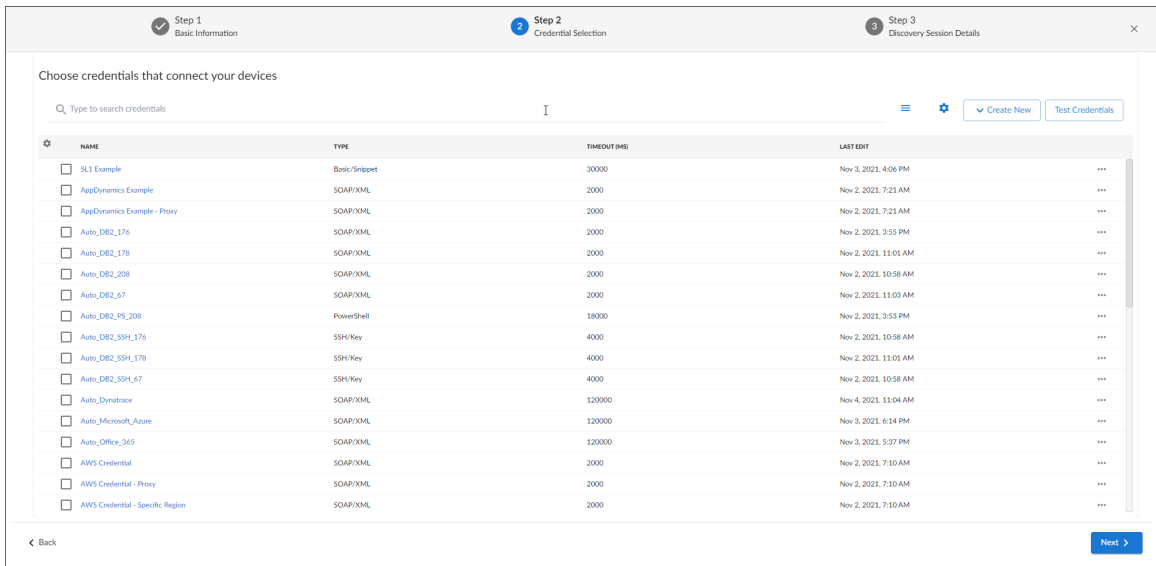 Step 1
Basic Information
2
Step 2
Credential Selection
3
Step 3
Discovery Session Details
Choose credentials that connect your devices
Type to search credentials
Create New
Test Credentials
NAME TYPE TIMEOUT (MS) LAST EDIT
SL1 Example Basic/Snippet 30000 Nov 3, 2021, 4:06 PM
AppDynamics Example SOAP/XML 2000 Nov 2, 2021, 7:21 AM
AppDynamics Example - Proxy SOAP/XML 2000 Nov 2, 2021, 7:21 AM
Auto_DB2_176 SOAP/XML 2000 Nov 2, 2021, 3:55 PM
Auto_DB2_178 SOAP/XML 2000 Nov 2, 2021, 11:01 AM
Auto_DB2_208 SOAP/XML 2000 Nov 2, 2021, 10:58 AM
Auto_DB2_67 SOAP/XML 2000 Nov 2, 2021, 11:03 AM
Auto_DB2_PS_208 PowerShell 18000 Nov 2, 2021, 3:53 PM
Auto_DB2_SSH_176 SSH/Key 4000 Nov 2, 2021, 10:58 AM
Auto_DB2_SSH_178 SSH/Key 4000 Nov 2, 2021, 11:01 AM
Auto_DB2_SSH_67 SSH/Key 4000 Nov 2, 2021, 10:58 AM
Auto_Dynatrace SOAP/XML 120000 Nov 4, 2021, 11:04 AM
Auto_Microsoft_Azure SOAP/XML 120000 Nov 3, 2021, 6:14 PM
Auto_Office_365 SOAP/XML 120000 Nov 3, 2021, 5:37 PM
AWS Credential SOAP/XML 2000 Nov 2, 2021, 7:10 AM
AWS Credential - Proxy SOAP/XML 2000 Nov 2, 2021, 7:10 AM
AWS Credential - Specific Region SOAP/XML 2000 Nov 2, 2021, 7:10 AM
Back
Next